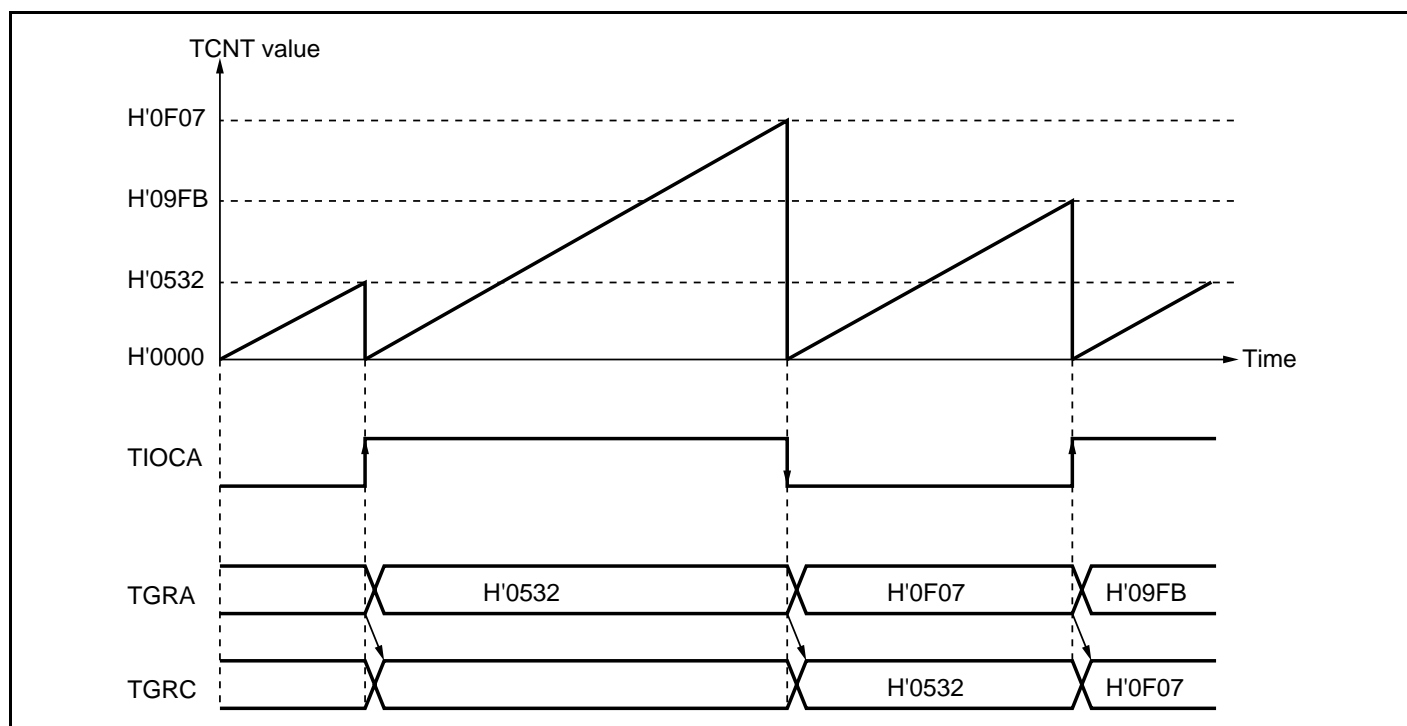 TCNT value
H'0F07
H'09FB
H'0532
H'0000
Time
TIOCA
TGRA
H'0532
H'0F07
H'09FB
TGRC
H'0532
H'0F07